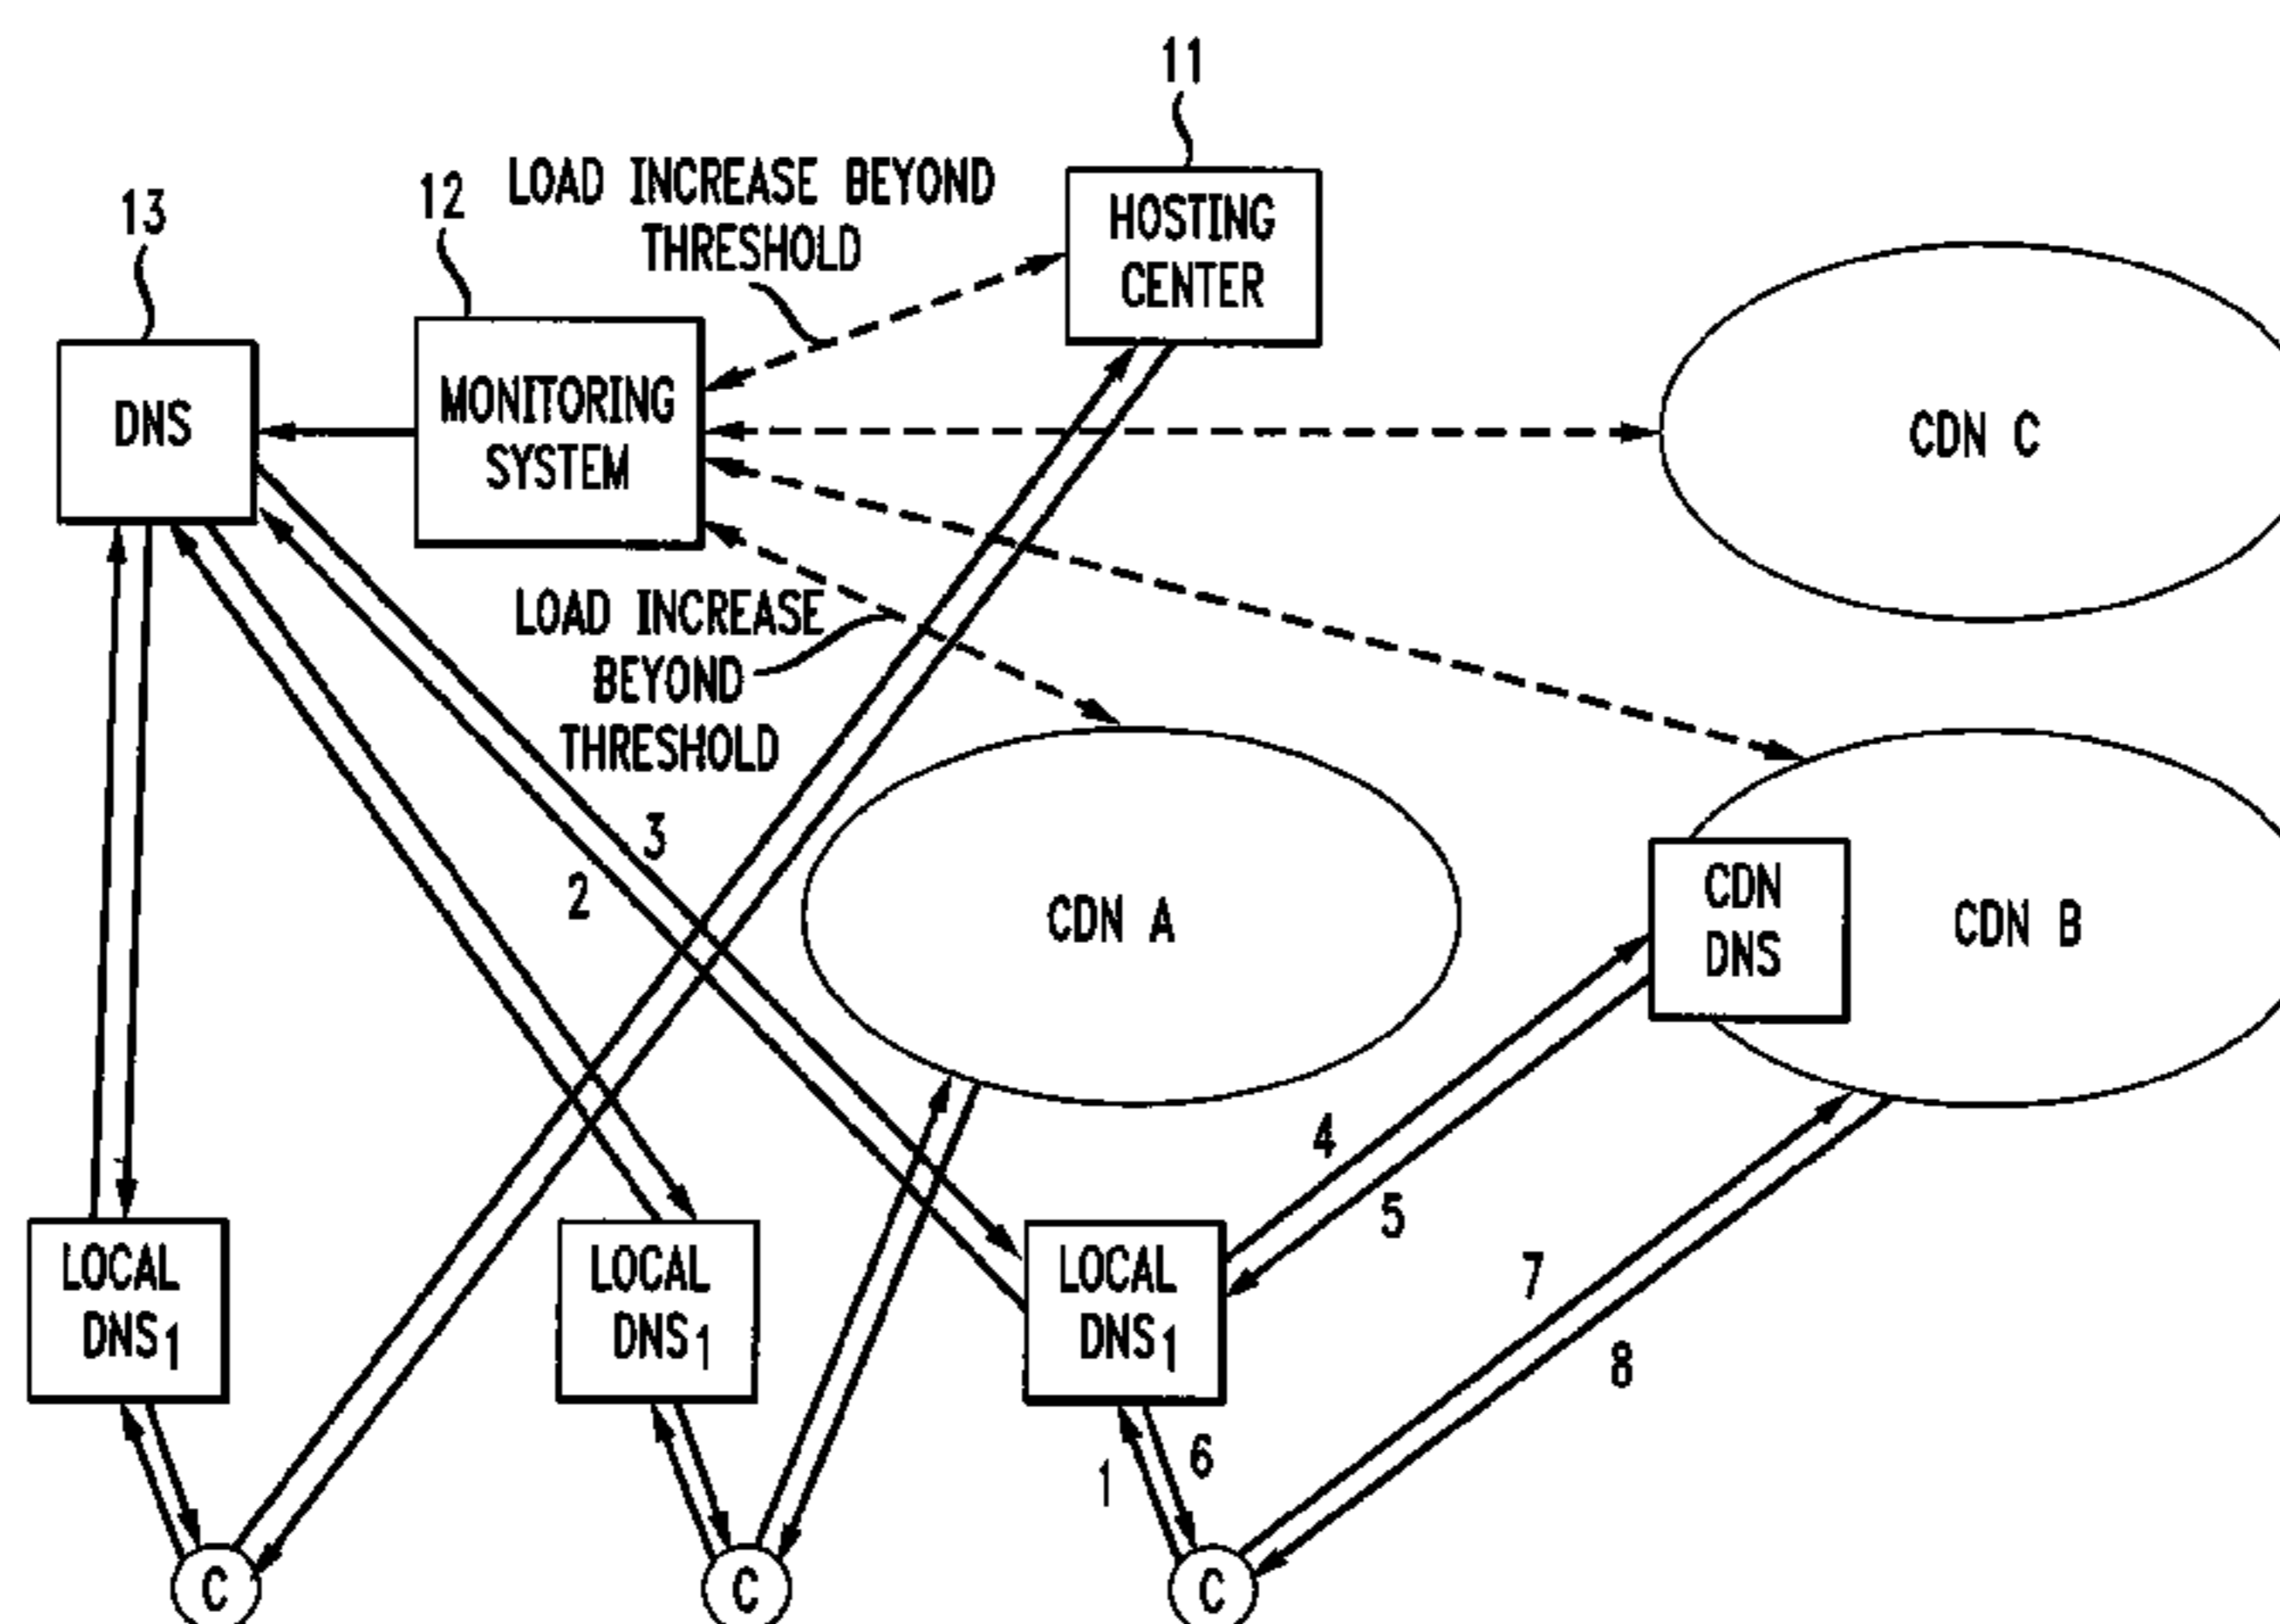 11
LOAD INCREASE BEYOND
THRESHOLD
12
13
HOSTING
CENTER
DNS
MONITORING
SYSTEM
CDN C
LOAD INCREASE
BEYOND
THRESHOLD
3
2
CDN A
CDN
DNS
CDN B
4
5
LOCAL
DNS1
LOCAL
DNS1
LOCAL
DNS1
7
8
1
6
C
C
C